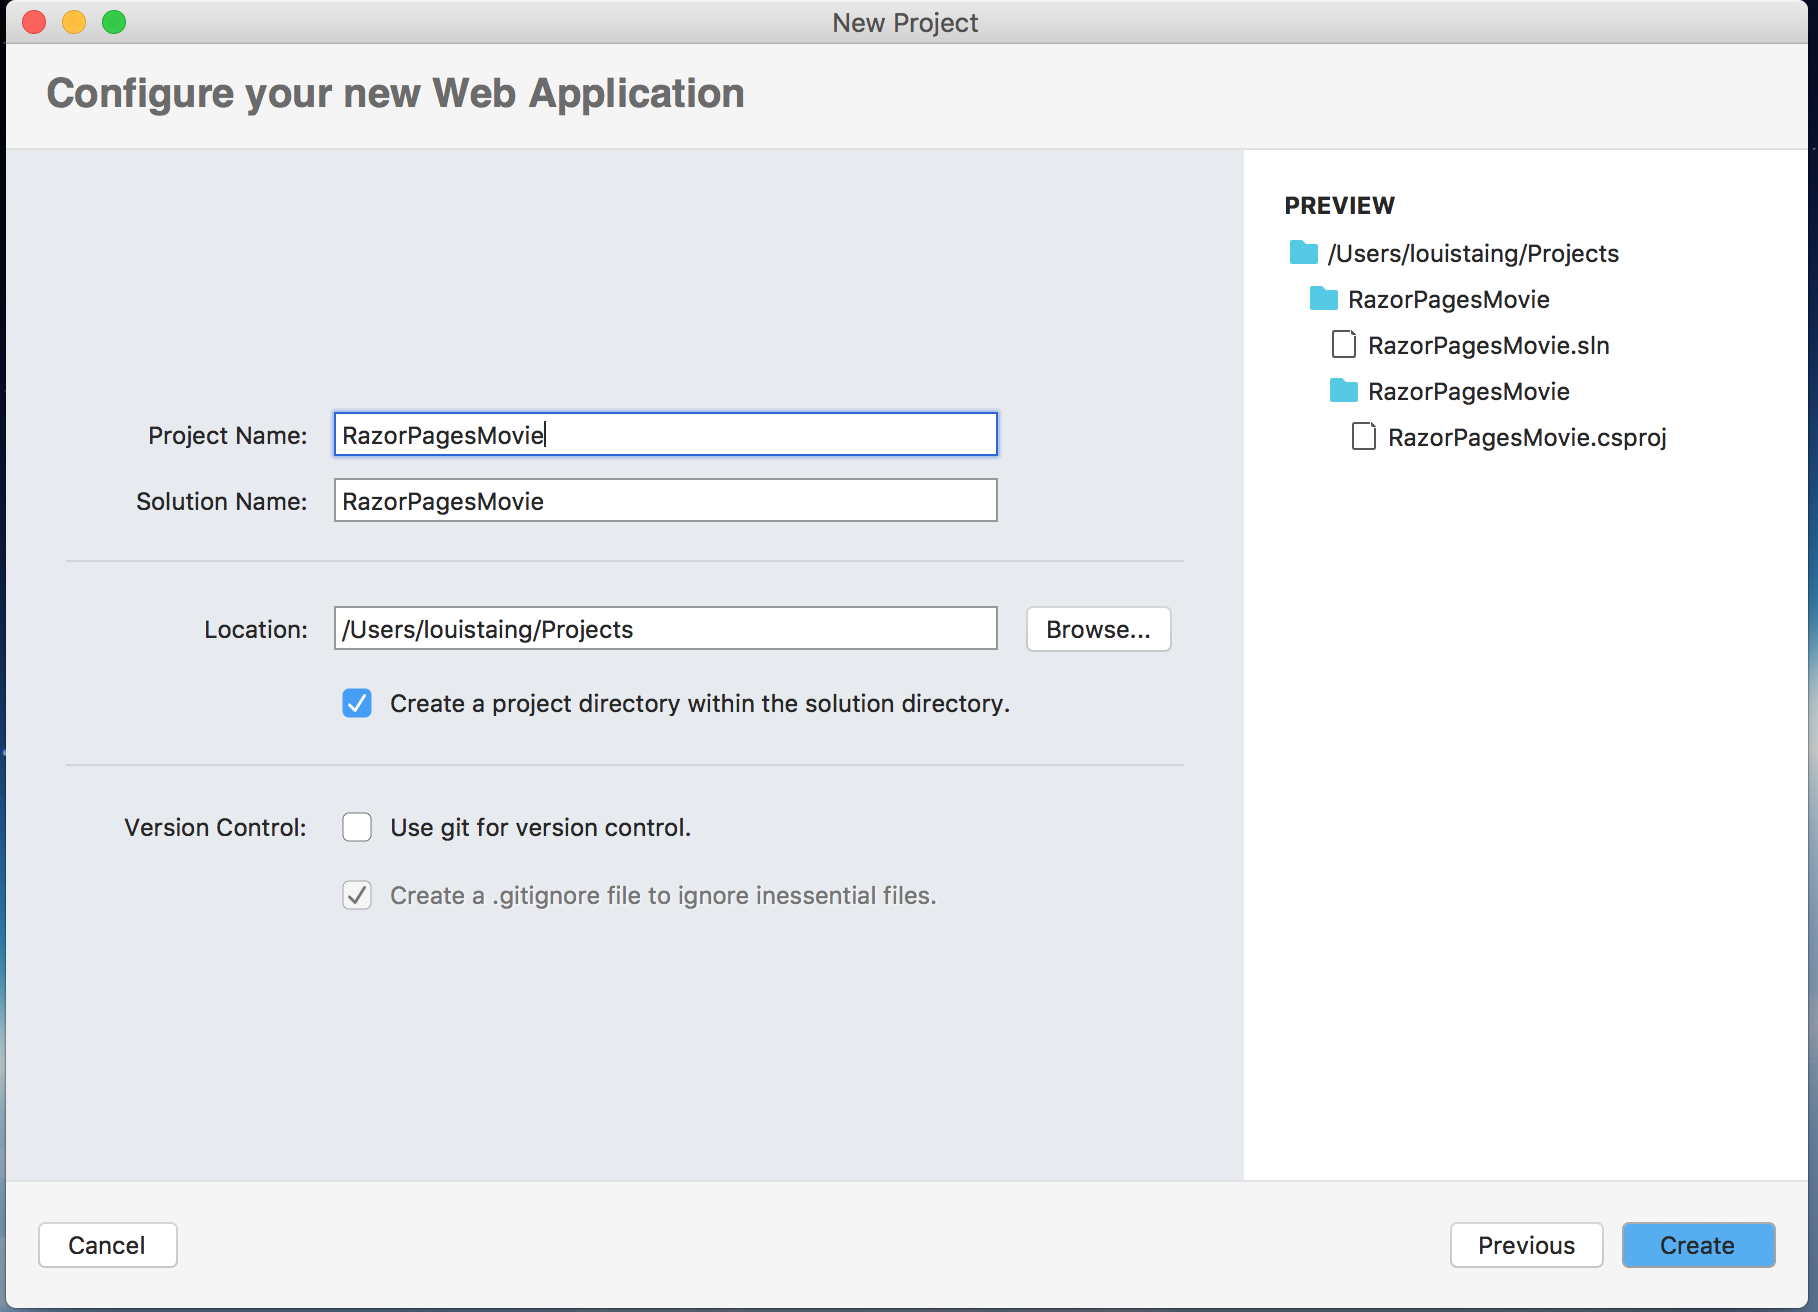 New Project
Configure your new Web Application
Project Name: RazorPagesMovie
Solution Name: RazorPagesMovie
Location: /Users/louistaing/Projects Browse...
Create a project directory within the solution directory.
Version Control: Use git for version control.
Create a .gitignore file to ignore inessential files.
PREVIEW
/Users/louistaing/Projects
RazorPagesMovie
RazorPagesMovie.sln
RazorPagesMovie
RazorPagesMovie.csproj
Cancel Previous Create